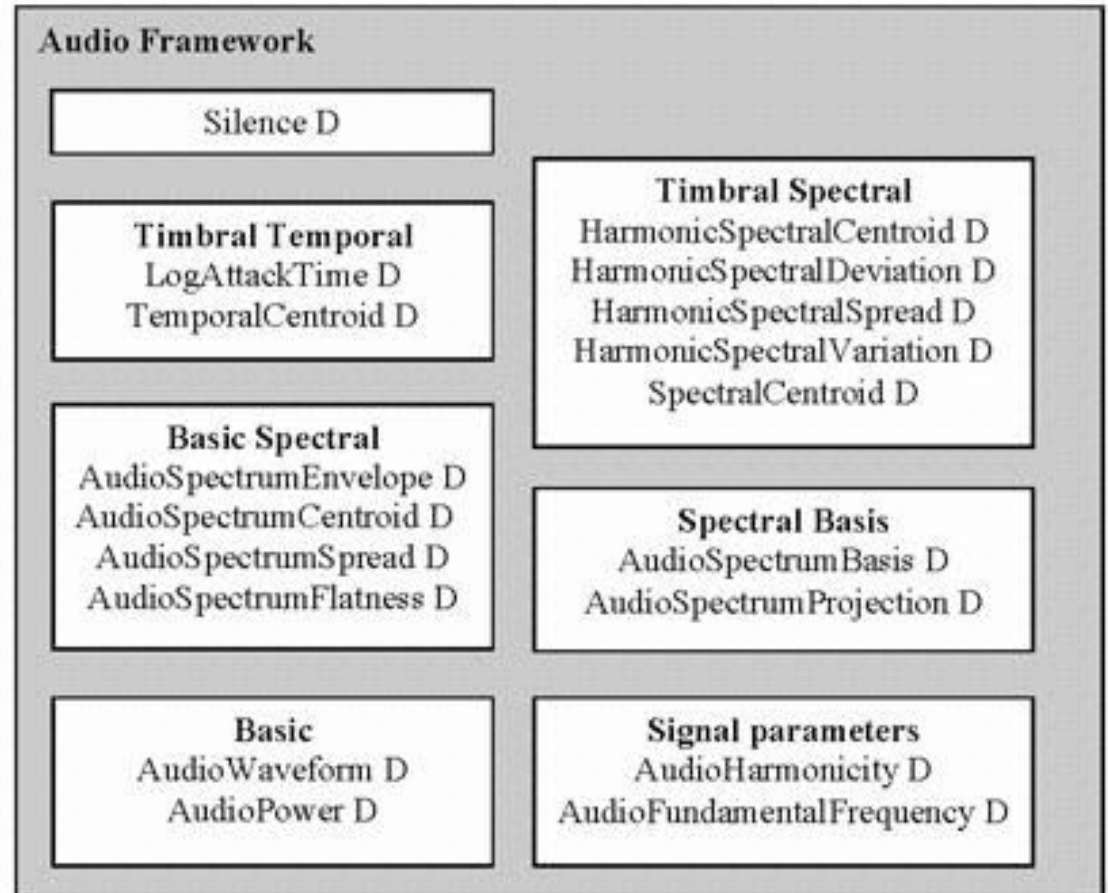 Audio Framework
Silence D
Timbral Temporal
LogAttackTime D
TemporalCentroid D
Basic Spectral
AudioSpectrumEnvelope D
AudioSpectrumCentroid D
AudioSpectrumSpread D
AudioSpectrumFlatness D
Basic
AudioWaveform D
AudioPower D
Timbral Spectral
HarmonicSpectralCentroid D
HarmonicSpectralDeviation D
HarmonicSpectralSpread D
HarmonicSpectralVariation D
SpectralCentroid D
Spectral Basis
AudioSpectrumBasis D
AudioSpectrumProjection D
Signal parameters
AudioHarmonicity D
AudioFundamentalFrequency D